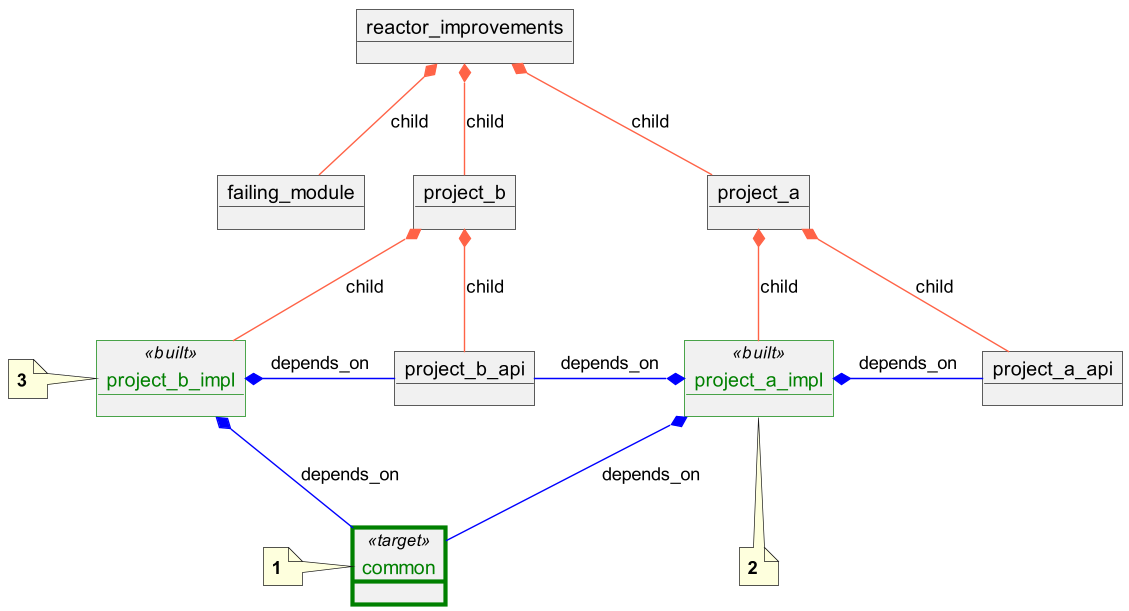 reactor_improvements
child
child
child
failing_module
project_b
project_a
child
child
child
child
«built»
project_b_impl
3
depends_on
project_b_api
depends_on
«built»
project_a_impl
depends_on
project_a_api
depends_on
depends_on
«target»
common
1
2